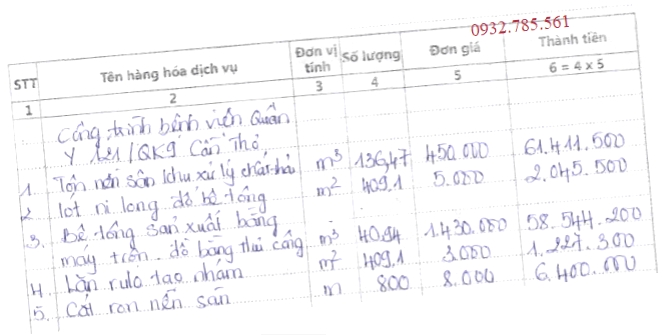 0932.785.561
STT Tên hàng hóa dịch vụ Đơn vị tính Số lượng Đơn giá Thành tiền
1 2 3 4 5 6 = 4 x 5
Công trình bệnh viện Quân
Y 121/QK9 Cần Thơ,
1. Tôn nền sân khu xử lý chất thải m³ 136,47 450.000 61.411.500
2. lót ni long đổ bê tông m² 409.1 5.000 2.045.500
3. Bê tông sản xuất bằng
máy trộn. đổ bằng thủ công m³ 40.94 1.430.000 58.544.200
4. Lăn rulo tạo nhám m² 409.1 3.000 1.227.300
5. Cắt ron nền sân m 800 8.000 6.400.000